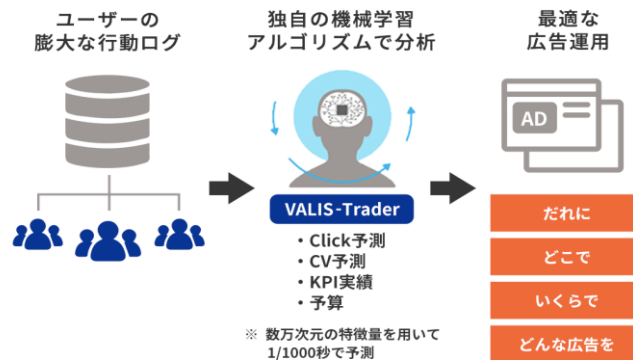 ユーザーの
膨大な行動ログ
独自の機械学習
アルゴリズムで分析
最適な
広告運用
AD
VALIS-Trader
・Click予測
・CV予測
・KPI実績
・予算
※ 数万次元の特徴量を用いて
1/1000秒で予測
だれに
どこで
いくらで
どんな広告を